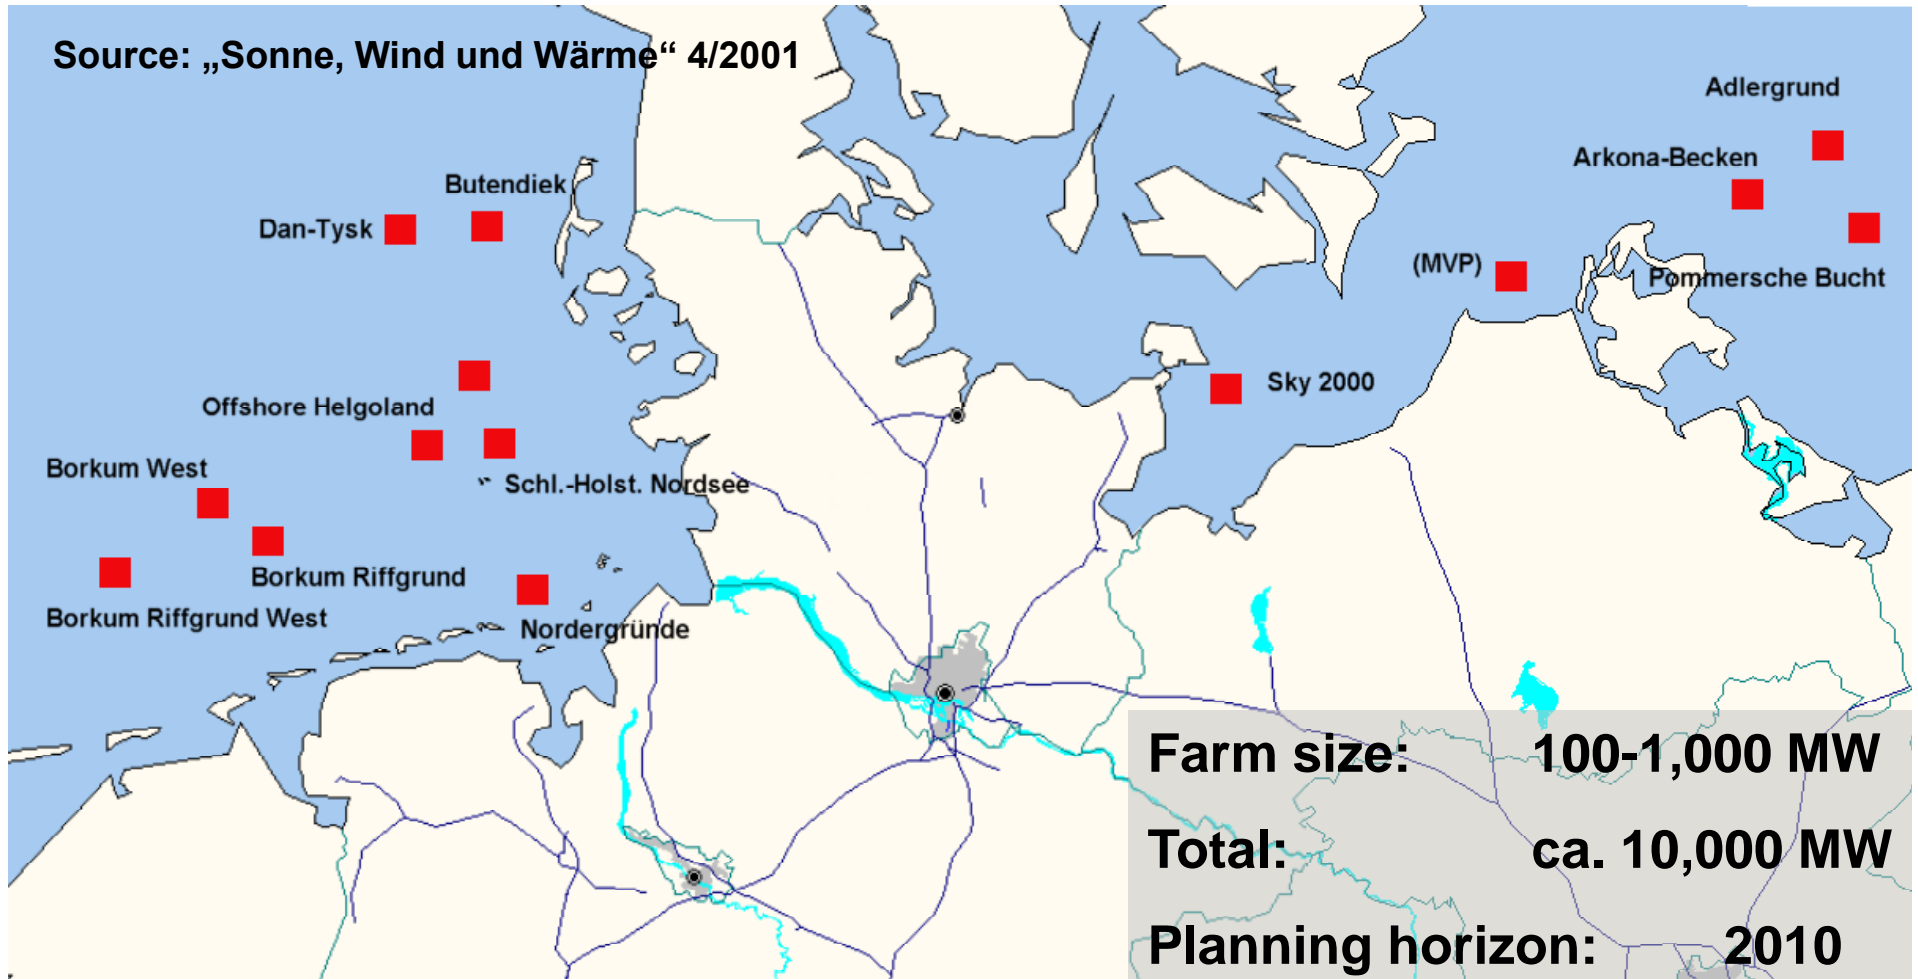 Source: „Sonne, Wind und Wärme“ 4/2001
Adlergrund
Arkona-Becken
Butendiek
Dan-Tysk
(MVP)
Pommersche Bucht
Sky 2000
Offshore Helgoland
Borkum West
Schl.-Holst. Nordsee
Borkum Riffgrund
Borkum Riffgrund West
Nordergründe
Farm size: 100-1,000 MW
Total: ca. 10,000 MW
Planning horizon: 2010